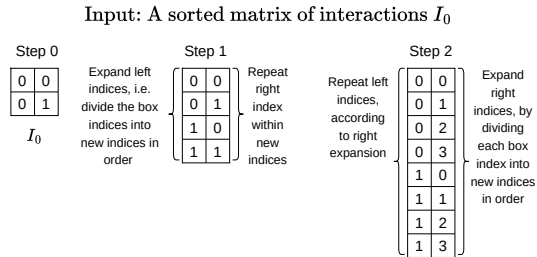 Input: A sorted matrix of interactions I0
Step 0
0 0
0 1
I0
Expand left
indices, i.e.
divide the box
indices into
new indices in
order
Step 1
0 0
0 1
1 0
1 1
Repeat
right
index
within
new
indices
Repeat left
indices,
according
to right
expansion
Step 2
0 0
0 1
0 2
0 3
1 0
1 1
1 2
1 3
Expand
right
indices, by
dividing
each box
index into
new indices
in order